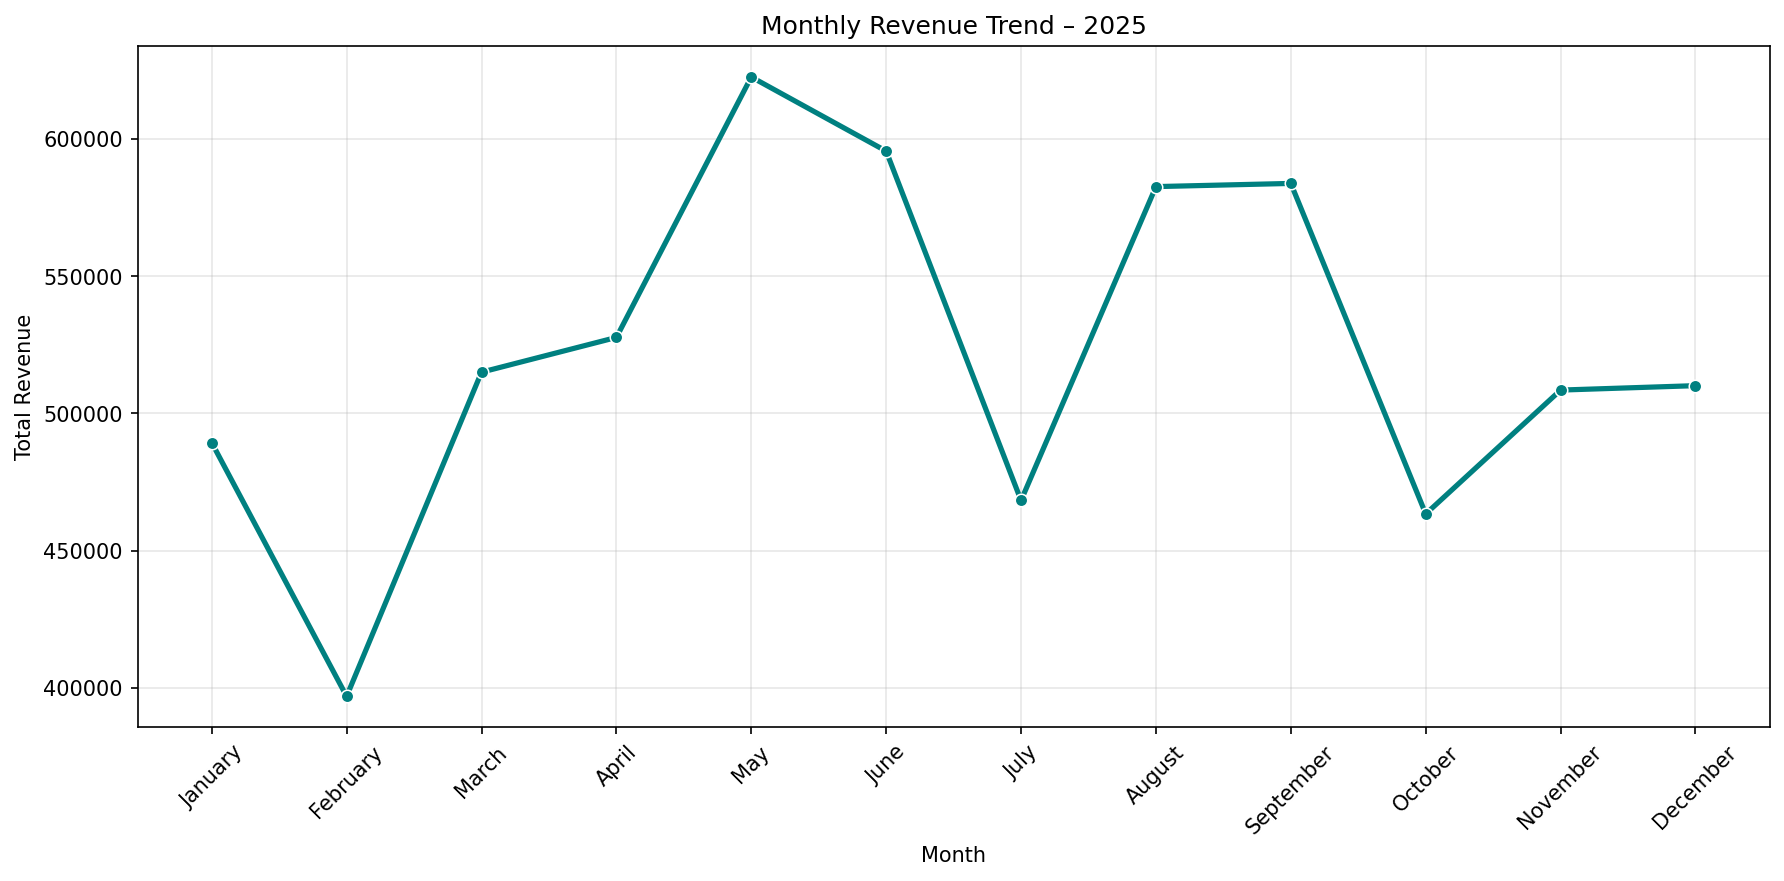 Monthly Revenue Trend – 2025
Total Revenue
600000
550000
500000
450000
400000
January
February
March
April
May
June
July
August
September
October
November
December
Month